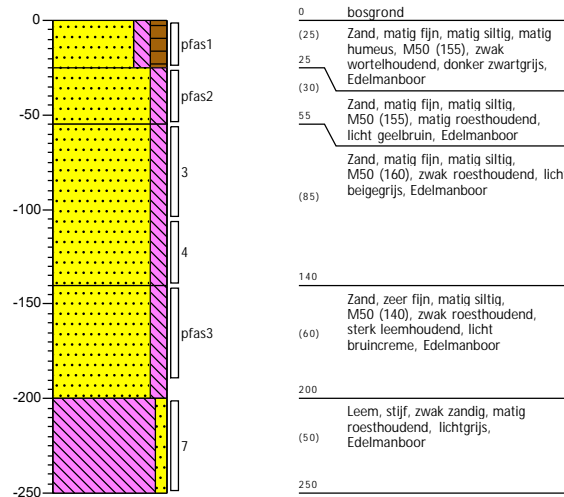 0
-50
-100
-150
-200
-250
pfas1
pfas2
3
4
pfas3
7
0 bosgrond
(25) Zand, matig fijn, matig siltig, matig
humeus, M50 (155), zwak
25 wortelhoudend, donker zwartgrijs,
Edelmanboor
(30)
Zand, matig fijn, matig siltig,
55 M50 (155), matig roesthoudend,
licht geelbruin, Edelmanboor
Zand, matig fijn, matig siltig,
M50 (160), zwak roesthoudend, lich
(85) beigegrijs, Edelmanboor
140
Zand, zeer fijn, matig siltig,
M50 (140), zwak roesthoudend,
(60) sterk leemhoudend, licht
bruincreme, Edelmanboor
200
Leem, stijf, zwak zandig, matig
(50) roesthoudend, lichtgrijs,
Edelmanboor
250